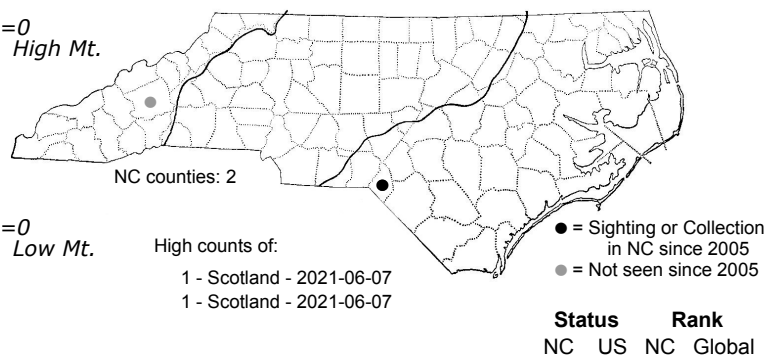 =0
High Mt.
NC counties: 2
=0
Low Mt.
High counts of:
1 - Scotland - 2021-06-07
1 - Scotland - 2021-06-07
● = Sighting or Collection
in NC since 2005
● = Not seen since 2005
Status Rank
NC US NC Global